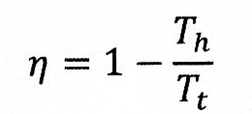 η = 1 − T_h / T_t